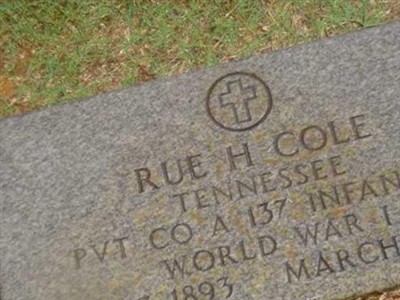 RUE H COLE
TENNESSEE
PVT CO A 137 INFAN
WORLD WAR I
1893 MARCH